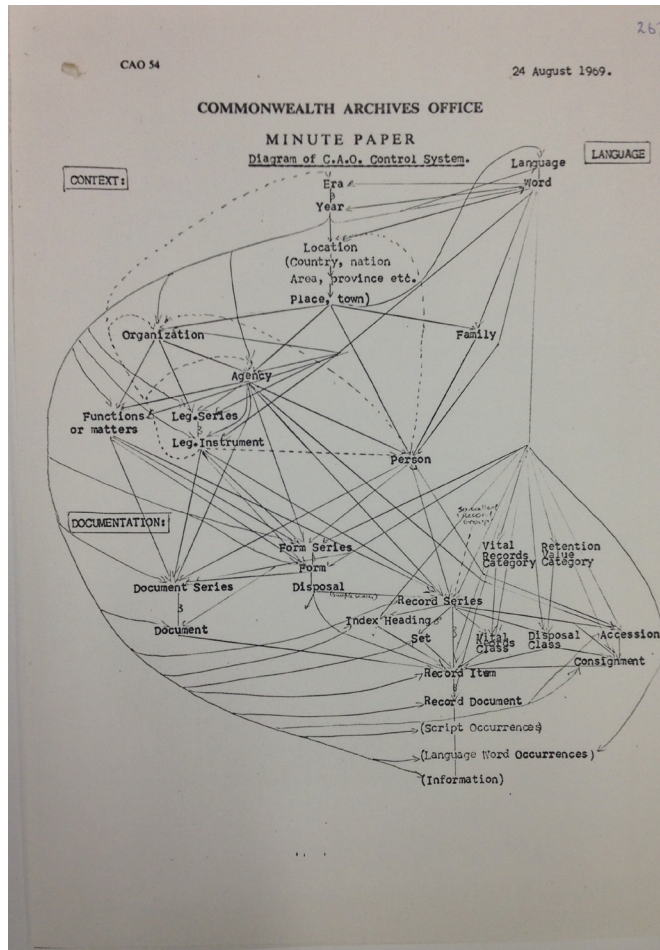 267
CAO 54
24 August 1969.
COMMONWEALTH ARCHIVES OFFICE
MINUTE PAPER
Diagram of C.A.O. Control System.
LANGUAGE
Language
CONTEXT:
Era
Word
Year
Location
(Country, nation
Area, province etc.
Place, town)
Organization
Family
Agency
Functions
or matters
Leg.Series
Leg.Instrument
Person
Record
Group
DOCUMENTATION:
Form Series
Vital
Records
Category
Retention
Value
Category
Form
Document Series
Disposal
Record Series
Index Heading
Document
Set
Vital
Records
Class
Disposal
Class
Accession
Consignment
Record Item
Record Document
(Script Occurrences)
(Language Word Occurrences)
(Information)